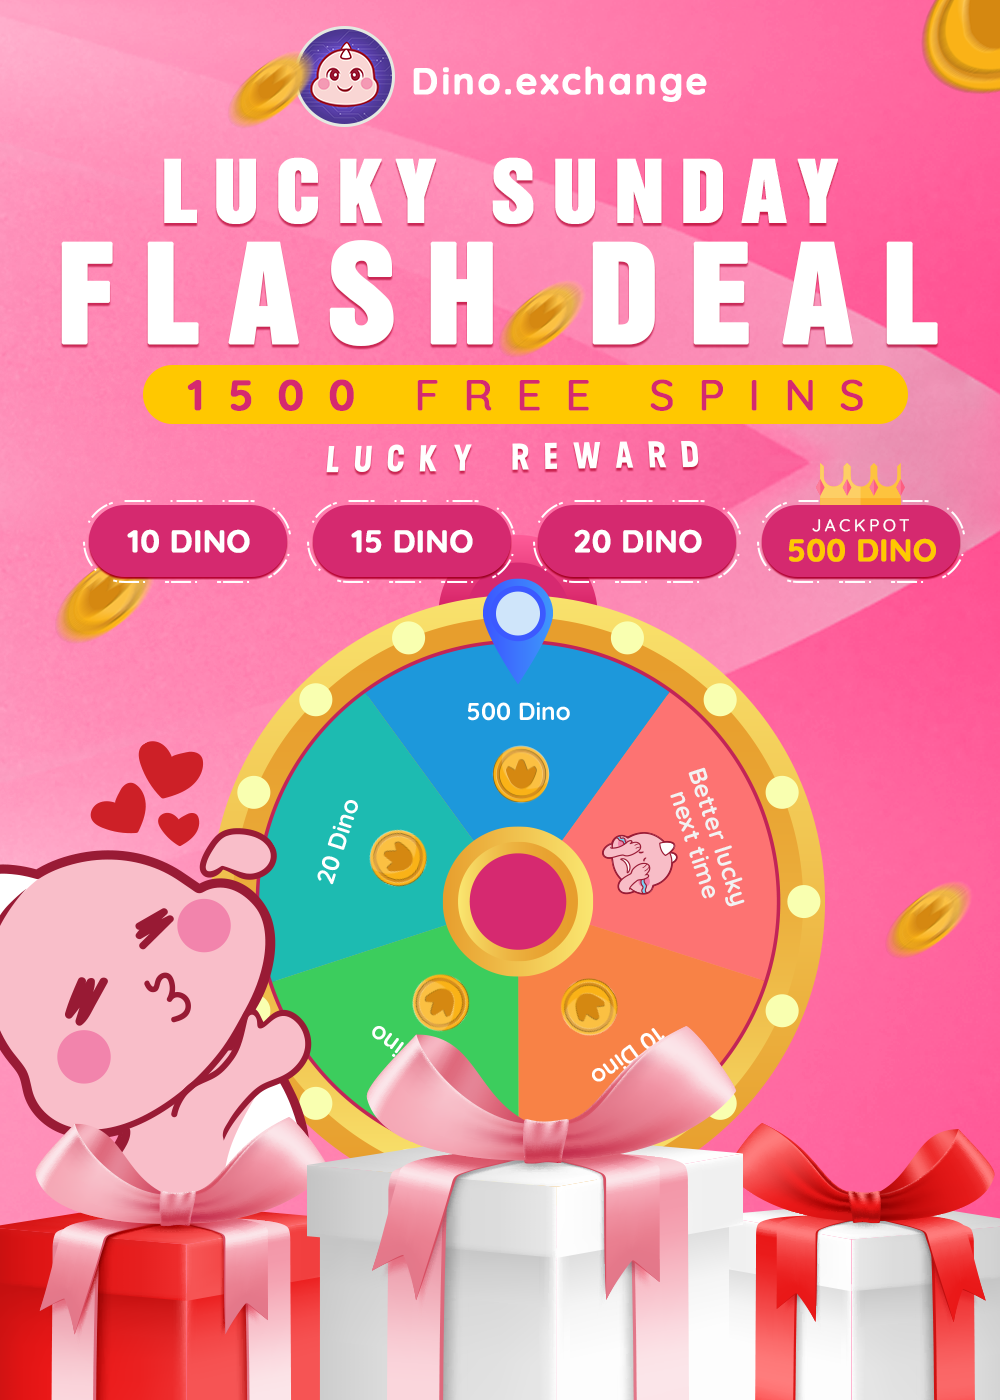 Dino.exchange
LUCKY SUNDAY
FLASH DEAL
1500 FREE SPINS
LUCKY REWARD
10 DINO
15 DINO
20 DINO
JACKPOT
500 DINO
500 Dino
20 Dino
Better lucky
next time
10 Dino